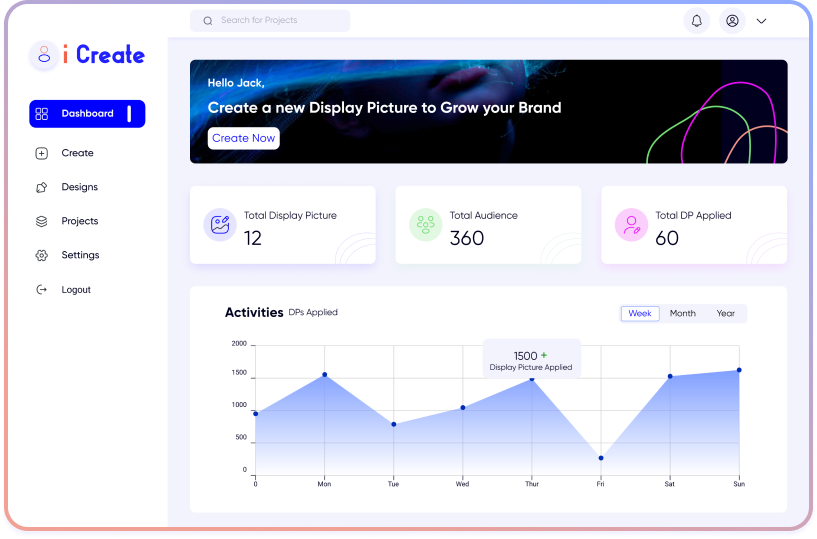 Search for Projects
i Create
Dashboard
Create
Designs
Projects
Settings
Logout
Hello Jack,
Create a new Display Picture to Grow your Brand
Create Now
Total Display Picture
12
Total Audience
360
Total DP Applied
60
Activities DPs Applied
Week Month Year
1500 +
Display Picture Applied
2000
1500
1000
500
0
0 Mon Tue Wed Thur Fri Sat Sun